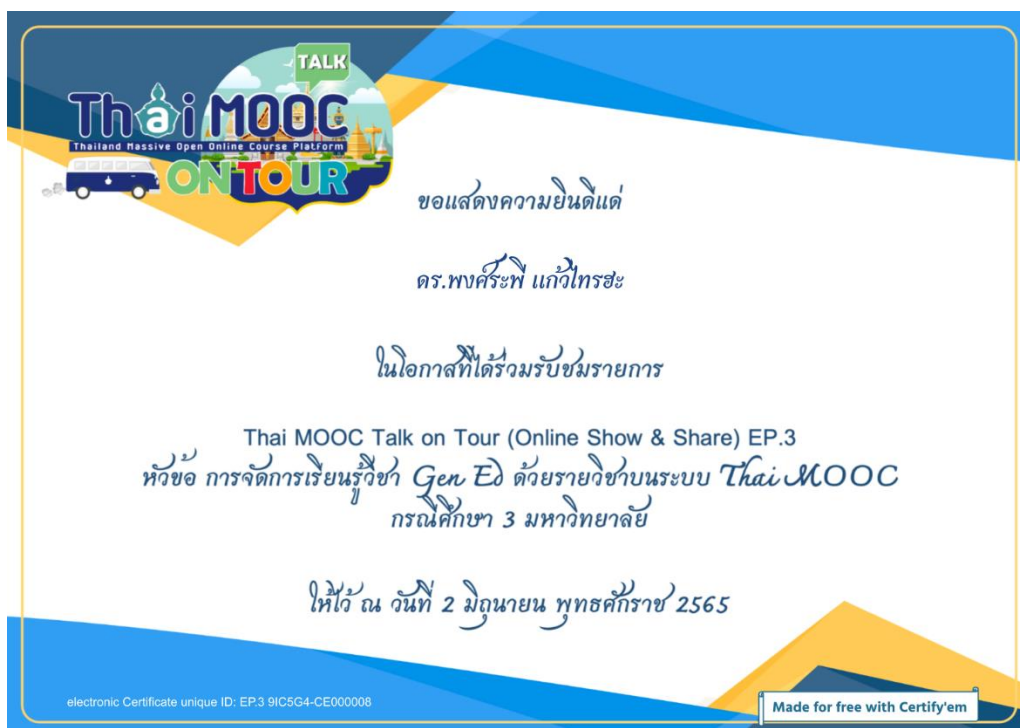 TALK
Thai MOOC
Thailand Massive Open Online Course Platform
ON TOUR
ขอแสดงความยินดีแด่
ดร.พงศ์ระพี แก้วไทรฮะ
ในโอกาสที่ได้ร่วมรับชมรายการ
Thai MOOC Talk on Tour (Online Show & Share) EP.3
หัวข้อ การจัดการเรียนรู้วิชา Gen Ed ด้วยรายวิชาบนระบบ Thai MOOC
กรณีศึกษา 3 มหาวิทยาลัย
ให้ไว้ ณ วันที่ 2 มิถุนายน พุทธศักราช 2565
electronic Certificate unique ID: EP.3 9IC5G4-CE000008
Made for free with Certify'em